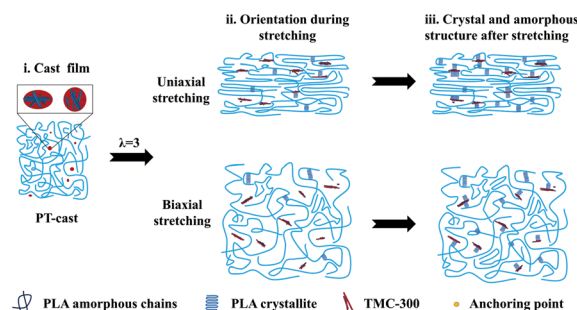 ii. Orientation during
stretching
iii. Crystal and amorphous
structure after stretching
i. Cast film
Uniaxial
stretching
λ=3
PT-cast
Biaxial
stretching
PLA amorphous chains
PLA crystallite
TMC-300
Anchoring point